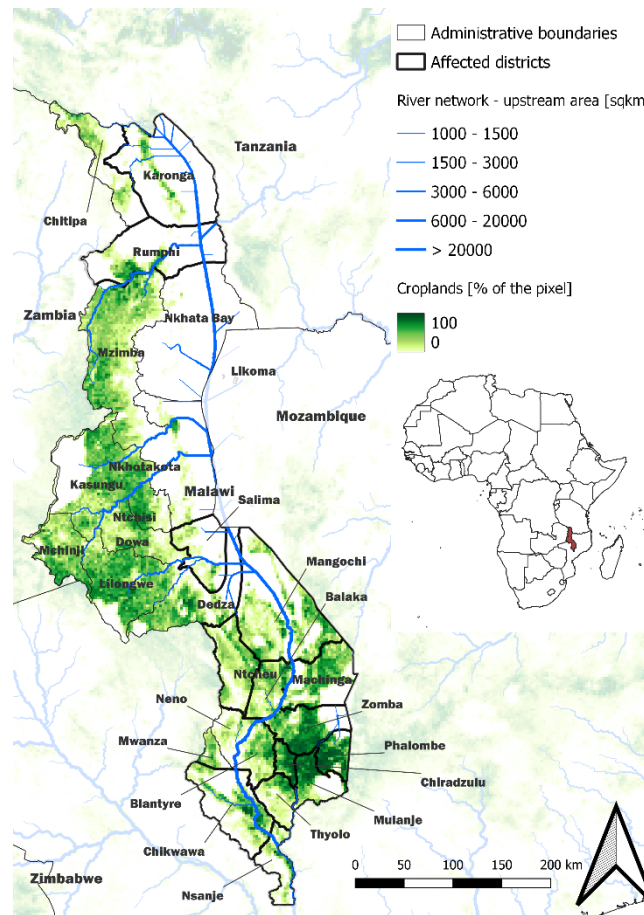 Administrative boundaries
Affected districts
River network - upstream area [sqkm
1000 - 1500
1500 - 3000
3000 - 6000
6000 - 20000
> 20000
Croplands [% of the pixel]
100
0
Tanzania
Karonga
Chitipa
Rumphi
Zambia
Nkhata Bay
Mzimba
Likoma
Mozambique
Nkhotakota
Kasungu
Malawi
Salima
Ntchisi
Dowa
Mchinji
Mangochi
Lilongwe
Balaka
Dedza
Ntcheu
Machinga
Neno
Zomba
Mwanza
Phalombe
Chiradzulu
Blantyre
Mulanje
Thyolo
Chikwawa
Zimbabwe
Nsanje
0 50 100 150 200 km